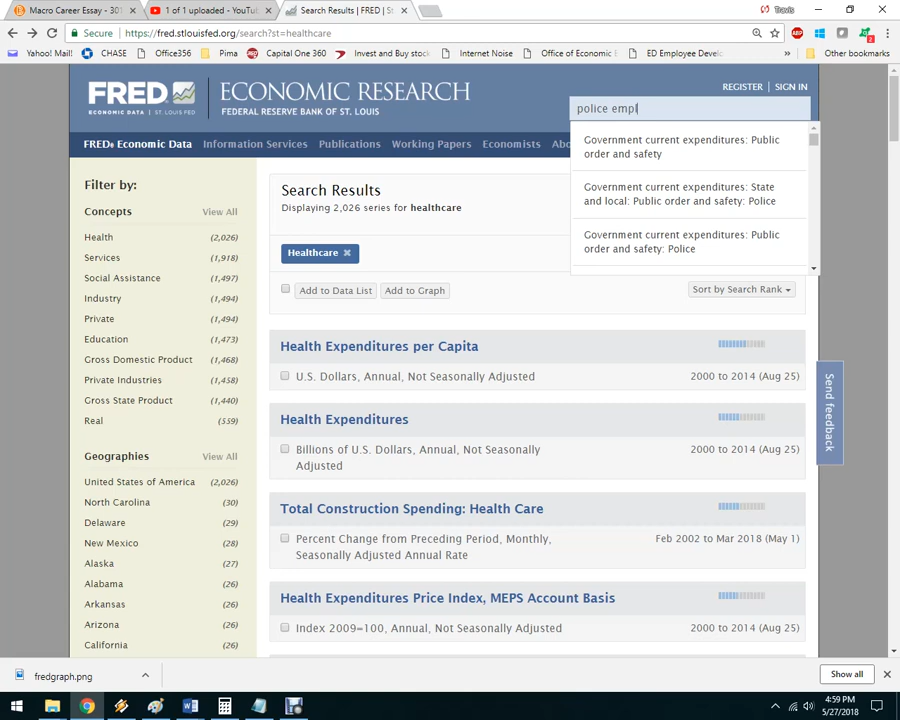 Macro Career Essay - 301
1 of 1 uploaded - YouTu
Search Results | FRED | S
Travis
Secure https://fred.stlouisfed.org/search?st=healthcare
Yahoo! Mail! CHASE Office356 Pima Capital One 360 Invest and Buy stoc Internet Noise Office of Economic ED Employee Devel » Other bookmarks
FRED
ECONOMIC DATA | ST. LOUIS FED
ECONOMIC RESEARCH
FEDERAL RESERVE BANK OF ST. LOUIS
REGISTER | SIGN IN
police empl
FRED® Economic Data Information Services Publications Working Papers Economists Abo
Government current expenditures: Public
order and safety
Government current expenditures: State
and local: Public order and safety: Police
Government current expenditures: Public
order and safety: Police
Filter by:
Concepts View All
Health (2,026)
Services (1,918)
Social Assistance (1,497)
Industry (1,494)
Private (1,494)
Education (1,473)
Gross Domestic Product (1,468)
Private Industries (1,458)
Gross State Product (1,440)
Real (559)
Geographies View All
United States of America (2,026)
North Carolina (30)
Delaware (29)
New Mexico (28)
Alaska (27)
Alabama (26)
Arkansas (26)
Arizona (26)
California (26)
Search Results
Displaying 2,026 series for healthcare
Healthcare ×
Add to Data List Add to Graph Sort by Search Rank
Health Expenditures per Capita
U.S. Dollars, Annual, Not Seasonally Adjusted 2000 to 2014 (Aug 25)
Health Expenditures
Billions of U.S. Dollars, Annual, Not Seasonally 2000 to 2014 (Aug 25)
Adjusted
Total Construction Spending: Health Care
Percent Change from Preceding Period, Monthly, Feb 2002 to Mar 2018 (May 1)
Seasonally Adjusted Annual Rate
Health Expenditures Price Index, MEPS Account Basis
Index 2009=100, Annual, Not Seasonally Adjusted 2000 to 2014 (Aug 25)
Send feedback
fredgraph.png
Show all
4:59 PM
5/27/2018